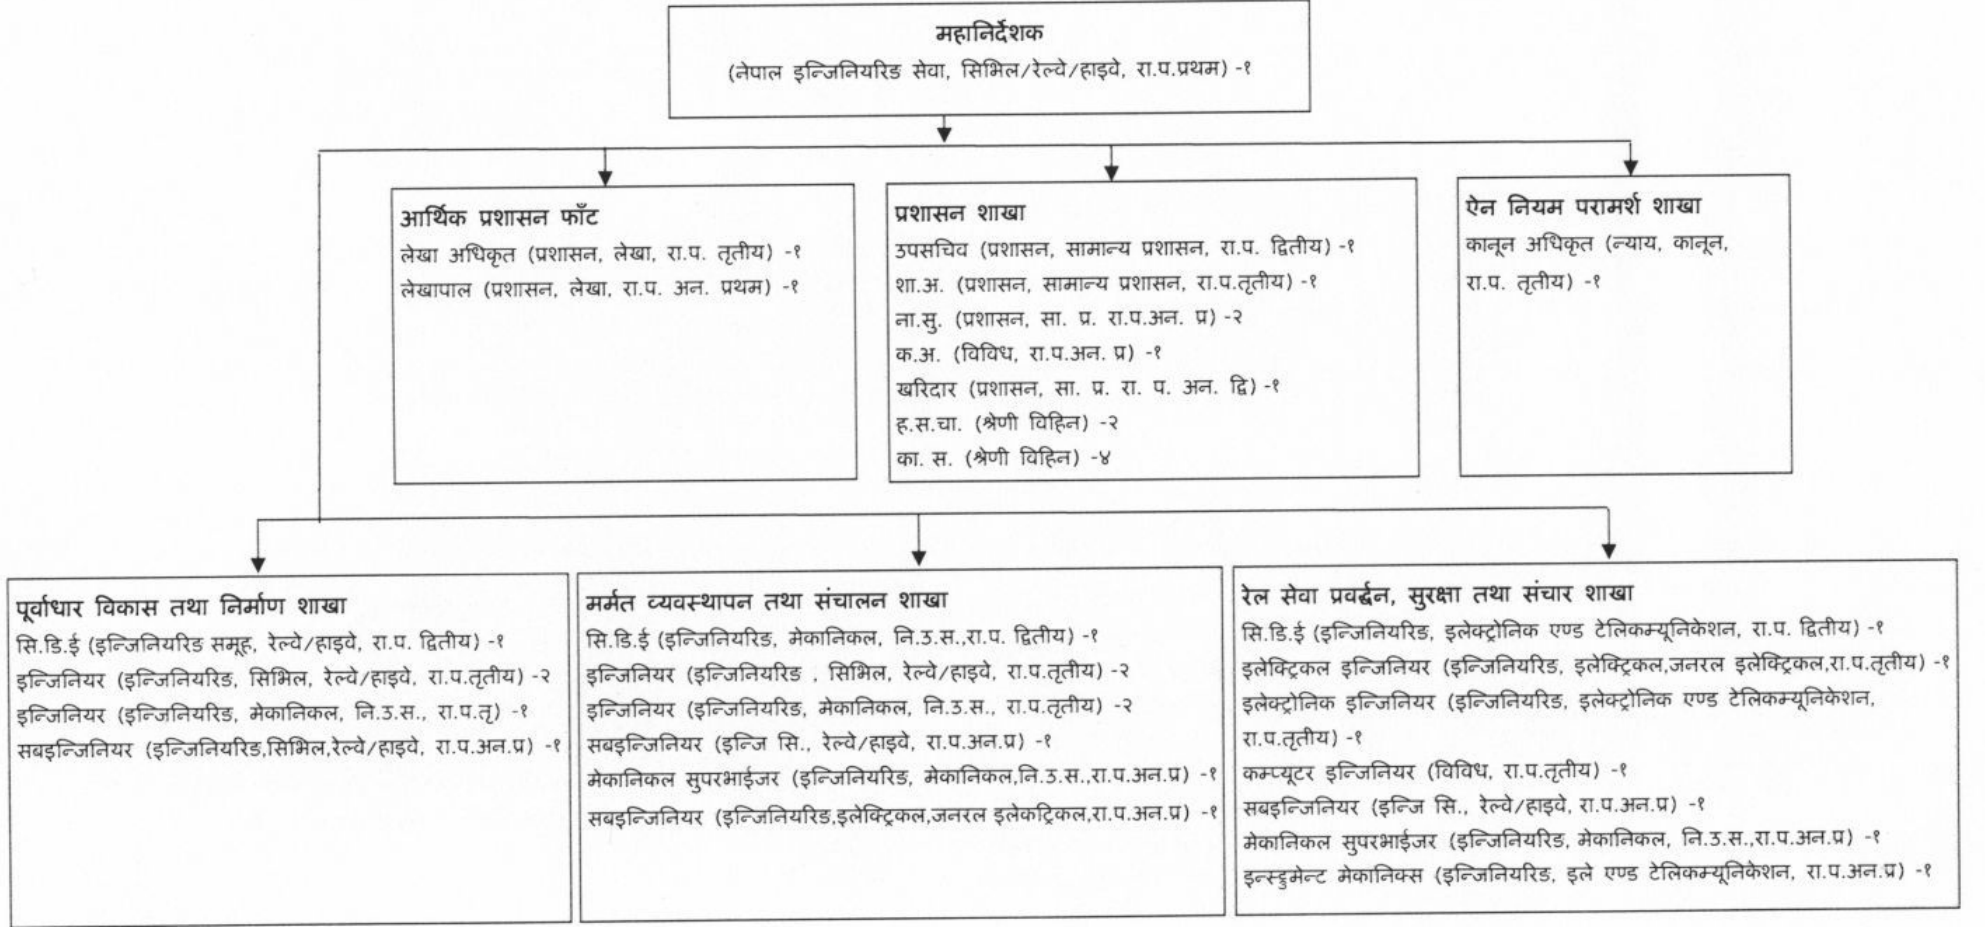 महानिर्देशक
(नेपाल इन्जिनियरिङ सेवा, सिभिल/रेल्वे/हाइवे, रा.प.प्रथम) -१
आर्थिक प्रशासन फाँट
लेखा अधिकृत (प्रशासन, लेखा, रा.प. तृतीय) -१
लेखापाल (प्रशासन, लेखा, रा.प. अन. प्रथम) -१
प्रशासन शाखा
उपसचिव (प्रशासन, सामान्य प्रशासन, रा.प. द्वितीय) -१
शा.अ. (प्रशासन, सामान्य प्रशासन, रा.प.तृतीय) -१
ना.सु. (प्रशासन, सा. प्र. रा.प.अन. प्र) -२
क.अ. (विविध, रा.प.अन. प्र) -१
खरिदार (प्रशासन, सा. प्र. रा. प. अन. द्वि) -१
ह.स.चा. (श्रेणी विहिन) -२
का. स. (श्रेणी विहिन) -४
ऐन नियम परामर्श शाखा
कानून अधिकृत (न्याय, कानून,
रा.प. तृतीय) -१
पूर्वाधार विकास तथा निर्माण शाखा
सि.डि.ई (इन्जिनियरिङ समूह, रेल्वे/हाइवे, रा.प. द्वितीय) -१
इन्जिनियर (इन्जिनियरिङ, सिभिल, रेल्वे/हाइवे, रा.प.तृतीय) -२
इन्जिनियर (इन्जिनियरिङ, मेकानिकल, नि.उ.स., रा.प.तृ) -१
सबइन्जिनियर (इन्जिनियरिङ,सिभिल,रेल्वे/हाइवे, रा.प.अन.प्र) -१
मर्मत व्यवस्थापन तथा संचालन शाखा
सि.डि.ई (इन्जिनियरिङ, मेकानिकल, नि.उ.स.,रा.प. द्वितीय) -१
इन्जिनियर (इन्जिनियरिङ , सिभिल, रेल्वे/हाइवे, रा.प.तृतीय) -२
इन्जिनियर (इन्जिनियरिङ, मेकानिकल, नि.उ.स., रा.प.तृतीय) -२
सबइन्जिनियर (इन्जि सि., रेल्वे/हाइवे, रा.प.अन.प्र) -१
मेकानिकल सुपरभाईजर (इन्जिनियरिङ, मेकानिकल,नि.उ.स.,रा.प.अन.प्र) -१
सबइन्जिनियर (इन्जिनियरिङ,इलेक्ट्रिकल,जनरल इलेकट्रिकल,रा.प.अन.प्र) -१
रेल सेवा प्रवर्द्धन, सुरक्षा तथा संचार शाखा
सि.डि.ई (इन्जिनियरिङ, इलेक्ट्रोनिक एण्ड टेलिकम्यूनिकेशन, रा.प. द्वितीय) -१
इलेक्ट्रिकल इन्जिनियर (इन्जिनियरिङ, इलेक्ट्रिकल,जनरल इलेक्ट्रिकल,रा.प.तृतीय) -१
इलेक्ट्रोनिक इन्जिनियर (इन्जिनियरिङ, इलेक्ट्रोनिक एण्ड टेलिकम्यूनिकेशन,
रा.प.तृतीय) -१
कम्प्यूटर इन्जिनियर (विविध, रा.प.तृतीय) -१
सबइन्जिनियर (इन्जि सि., रेल्वे/हाइवे, रा.प.अन.प्र) -१
मेकानिकल सुपरभाईजर (इन्जिनियरिङ, मेकानिकल, नि.उ.स.,रा.प.अन.प्र) -१
इन्स्ट्रुमेन्ट मेकानिक्स (इन्जिनियरिङ, इले एण्ड टेलिकम्यूनिकेशन, रा.प.अन.प्र) -१